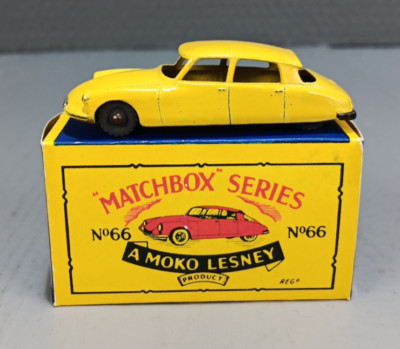 "MATCHBOX" SERIES
No66 No66
A MOKO LESNEY
PRODUCT
REGD